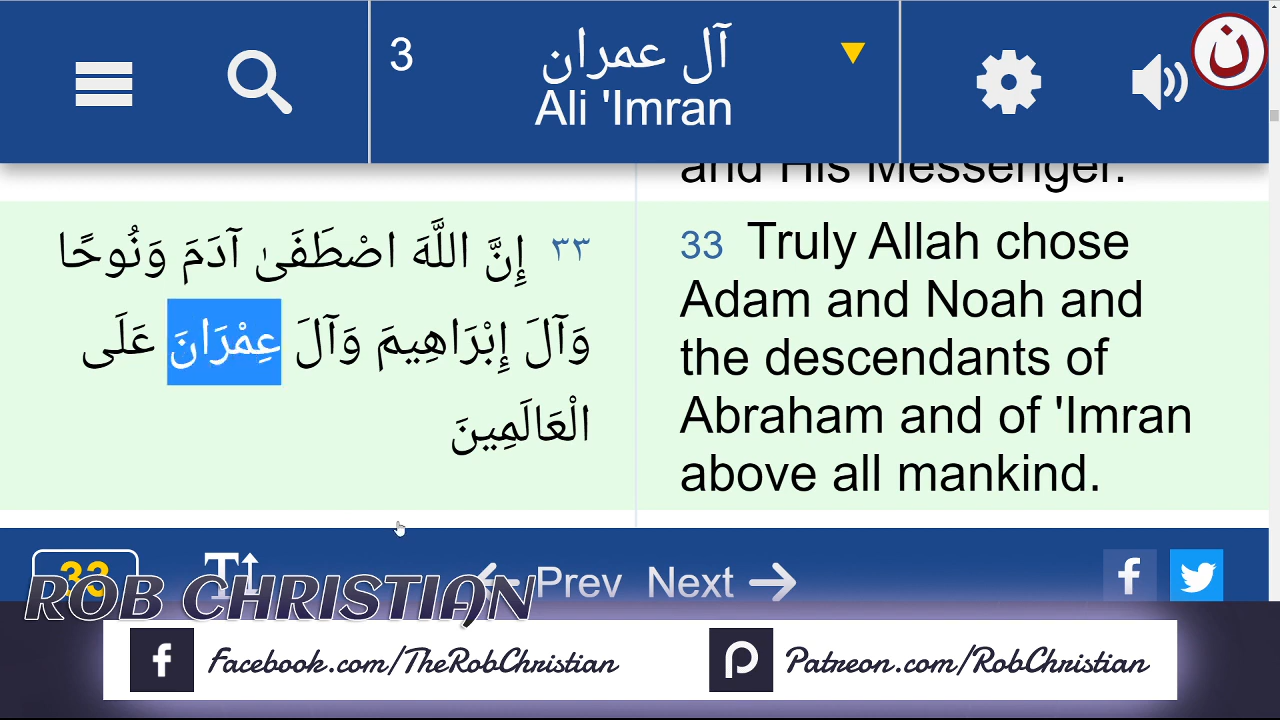 3
آل عمران
Ali 'Imran
ن
and His Messenger.
٣٣ إِنَّ اللَّهَ اصْطَفَىٰ آدَمَ وَنُوحًا
وَآلَ إِبْرَاهِيمَ وَآلَ عِمْرَانَ عَلَى
الْعَالَمِينَ
33 Truly Allah chose
Adam and Noah and
the descendants of
Abraham and of 'Imran
above all mankind.
33
T
Prev Next
f
ROB CHRISTIAN
f Facebook.com/TheRobChristian
Patreon.com/RobChristian